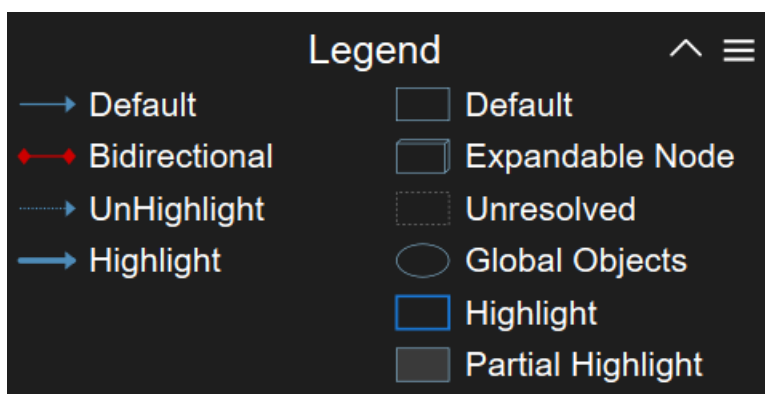 Legend
Default
Bidirectional
UnHighlight
Highlight
Default
Expandable Node
Unresolved
Global Objects
Highlight
Partial Highlight